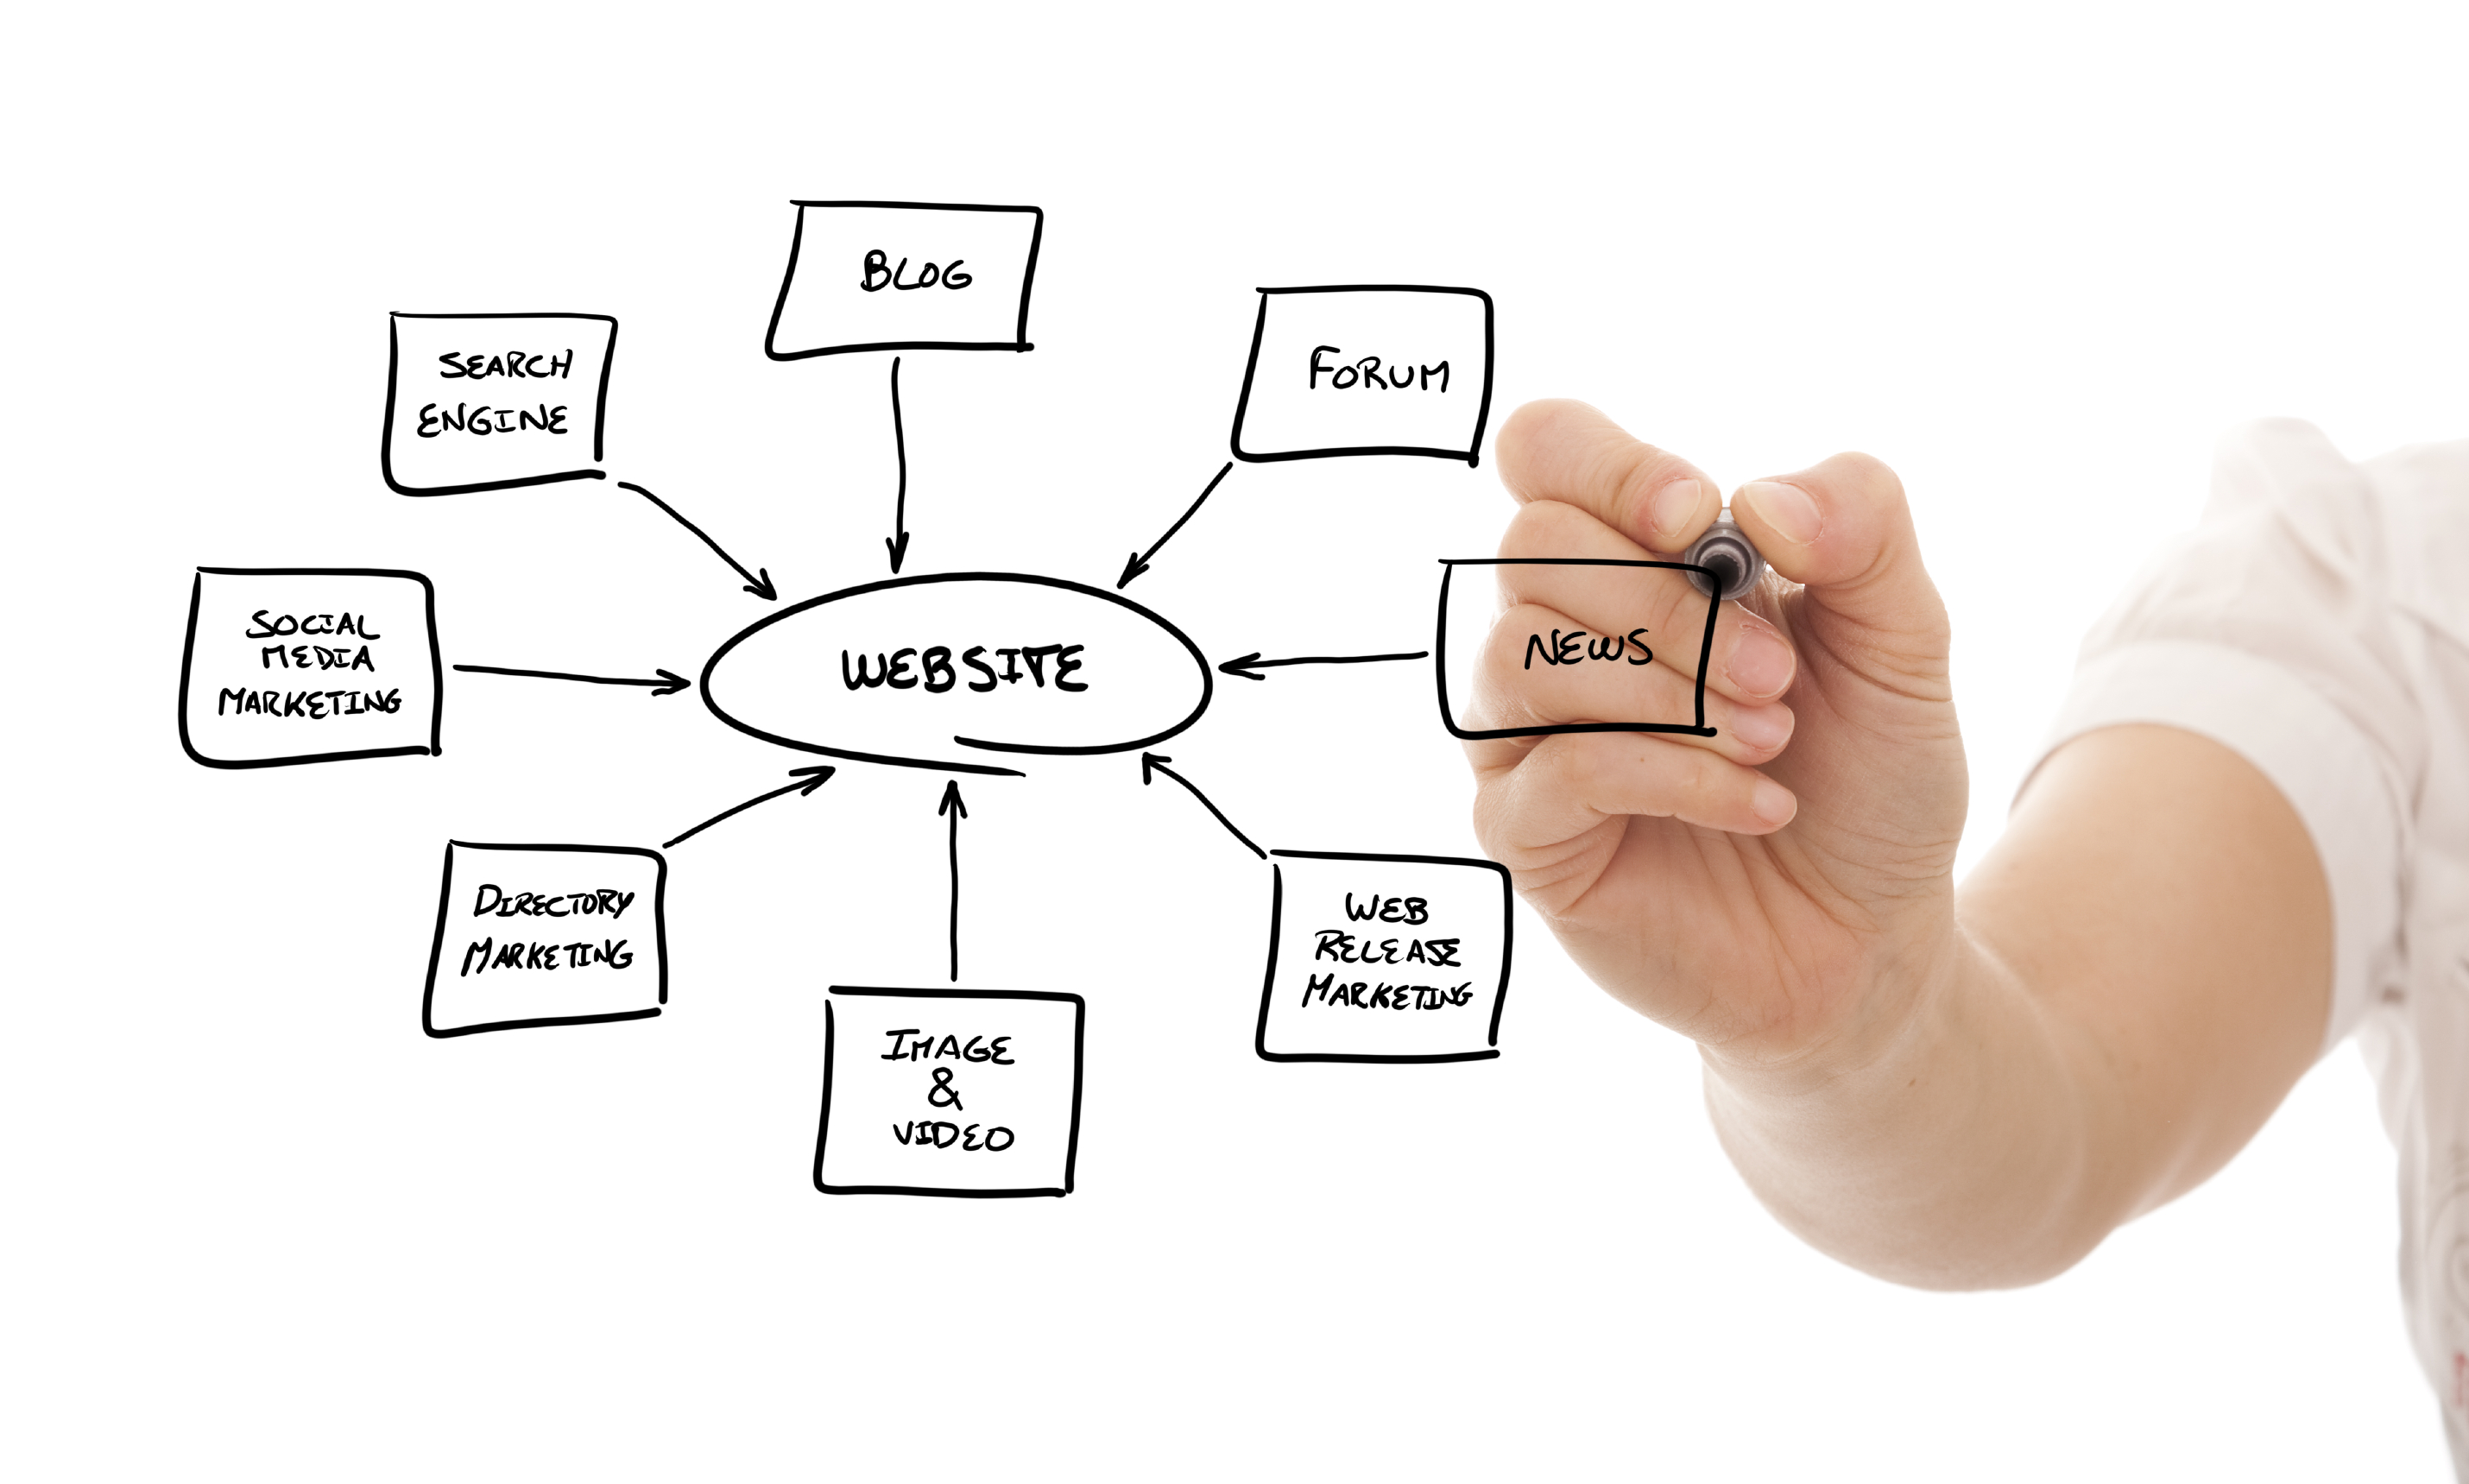 BLOG
SEARCH
ENGINE
FORUM
SOCIAL
MEDIA
MARKETING
WEBSITE
NEWS
DIRECTORY
MARKETING
WEB
RELEASE
MARKETING
IMAGE
&
VIDEO